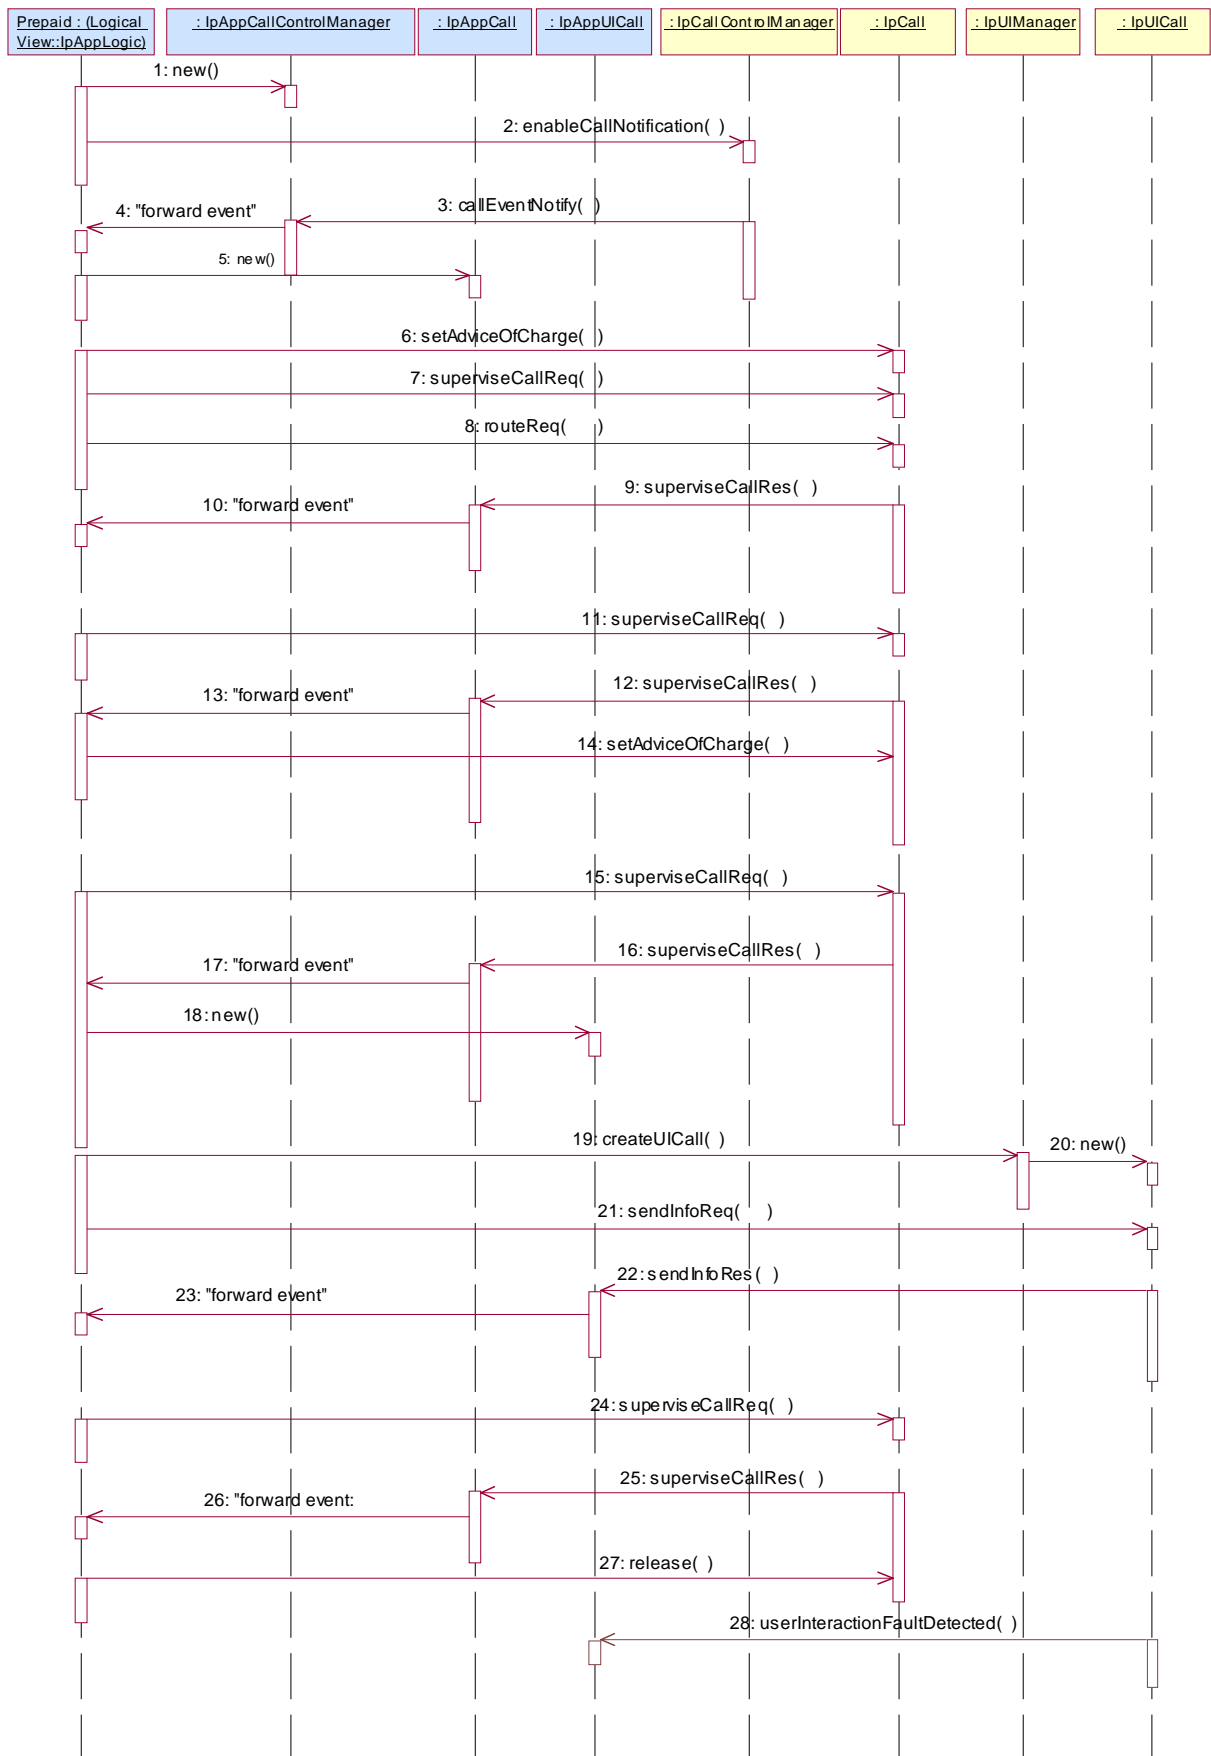 Prepaid : (Logical
View::IpAppLogic)
: IpAppCallControlManager
: IpAppCall
: IpAppUICall
: IpCallControlManager
: IpCall
: IpUIManager
: IpUICall
1: new()
2: enableCallNotification( )
3: callEventNotify( )
4: "forward event"
5: new()
6: setAdviceOfCharge( )
7: superviseCallReq( )
8: routeReq( )
9: superviseCallRes( )
10: "forward event"
11: superviseCallReq( )
12: superviseCallRes( )
13: "forward event"
14: setAdviceOfCharge( )
15: superviseCallReq( )
16: superviseCallRes( )
17: "forward event"
18: new()
19: createUICall( )
20: new()
21: sendInfoReq( )
22: sendInfoRes( )
23: "forward event"
24: superviseCallReq( )
25: superviseCallRes( )
26: "forward event:
27: release( )
28: userInteractionFaultDetected( )